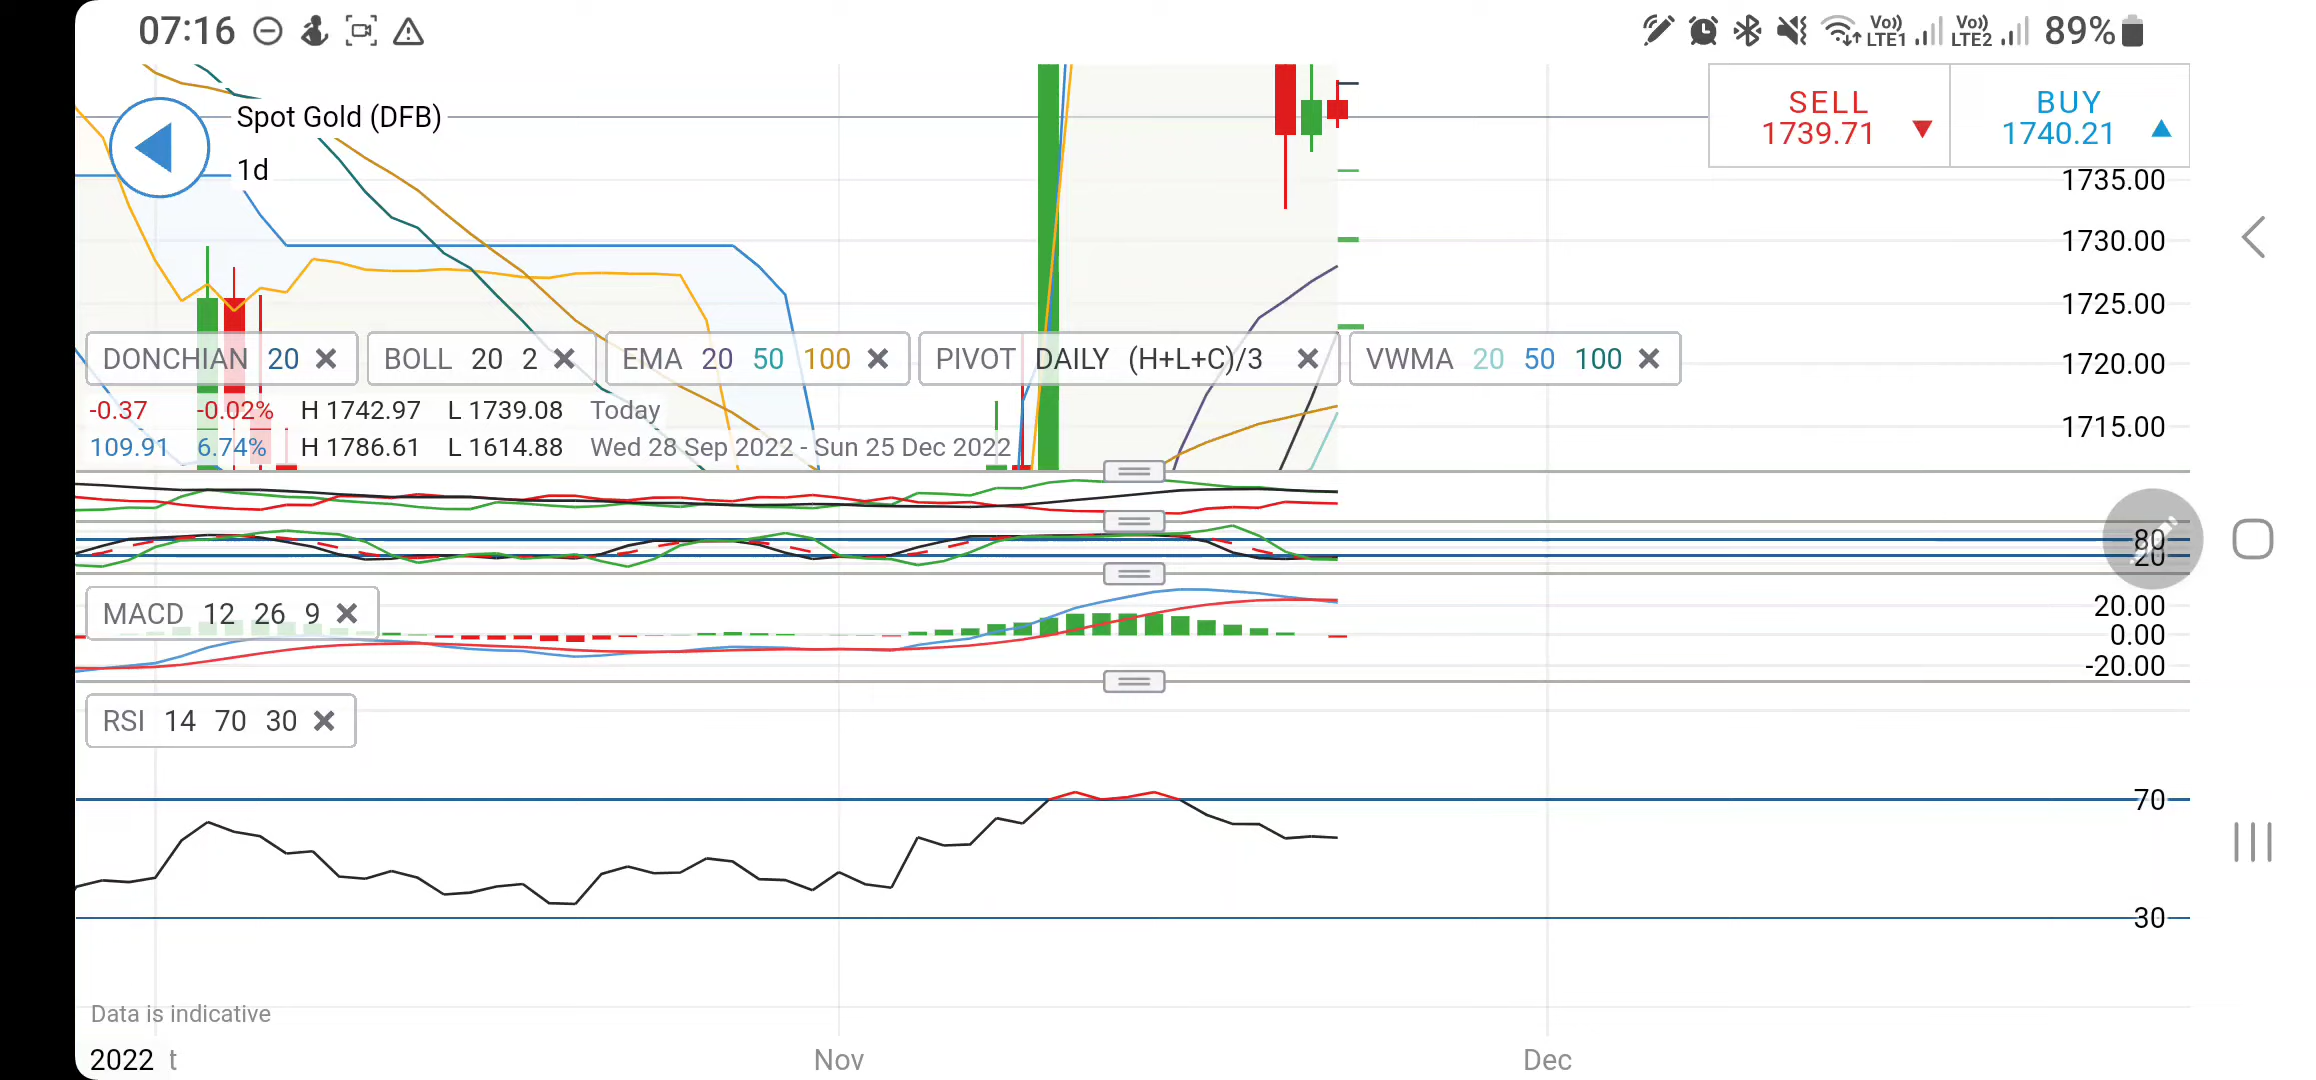 07:16 Vo)) LTE1 Vo)) LTE2 89%
Spot Gold (DFB)
1d
SELL 1739.71
BUY 1740.21
1735.00
1730.00
1725.00
1720.00
1715.00
DONCHIAN 20 BOLL 20 2 EMA 20 50 100 PIVOT DAILY (H+L+C)/3 VWMA 20 50 100
-0.37 -0.02% H 1742.97 L 1739.08 Today
109.91 6.74% H 1786.61 L 1614.88 Wed 28 Sep 2022 - Sun 25 Dec 2022
80
20
MACD 12 26 9
20.00
0.00
-20.00
RSI 14 70 30
70
30
Data is indicative
2022 t Nov Dec